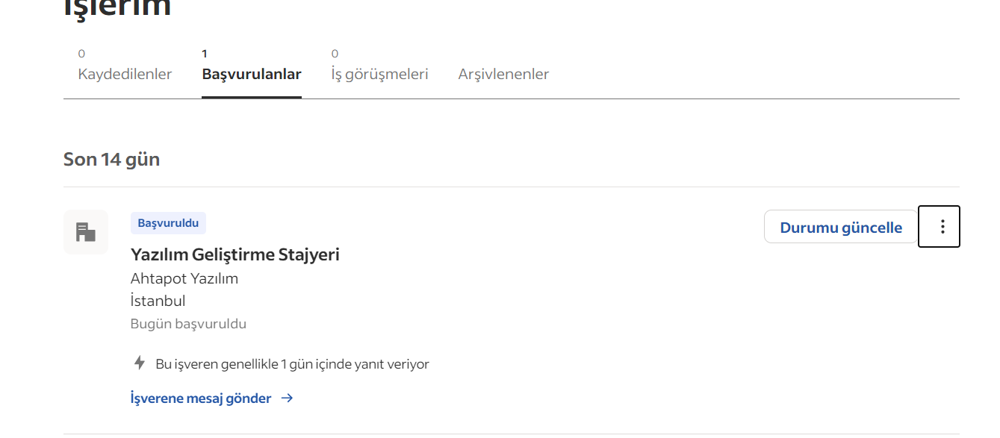 İşlerim
0
Kaydedilenler
1
Başvurulanlar
0
İş görüşmeleri
Arşivlenenler
Son 14 gün
Başvuruldu
Durumu güncelle
Yazılım Geliştirme Stajyeri
Ahtapot Yazılım
İstanbul
Bugün başvuruldu
Bu işveren genellikle 1 gün içinde yanıt veriyor
İşverene mesaj gönder